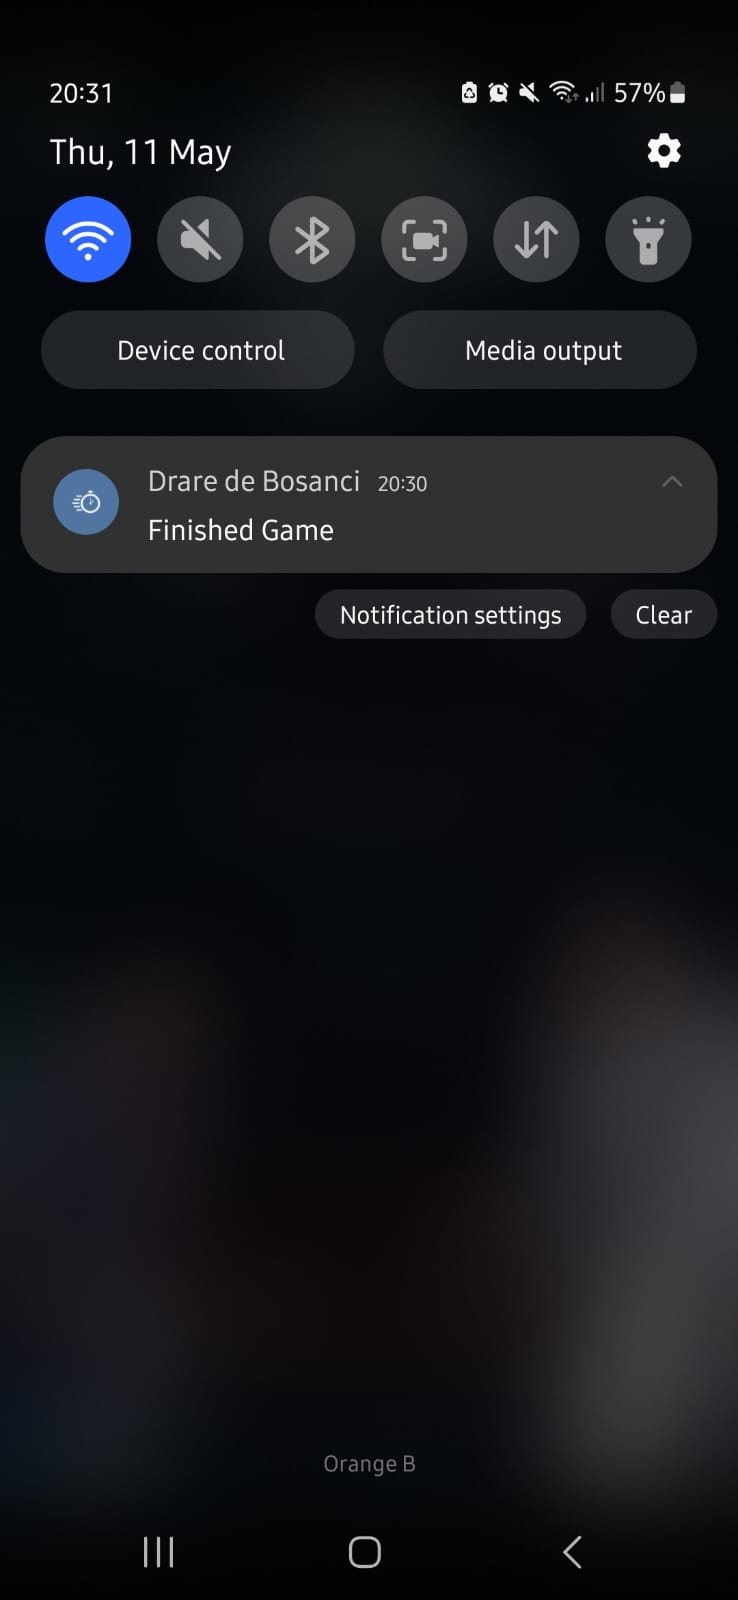 20:31 57%
Thu, 11 May
Device control Media output
Drare de Bosanci 20:30
Finished Game
Notification settings Clear
Orange B